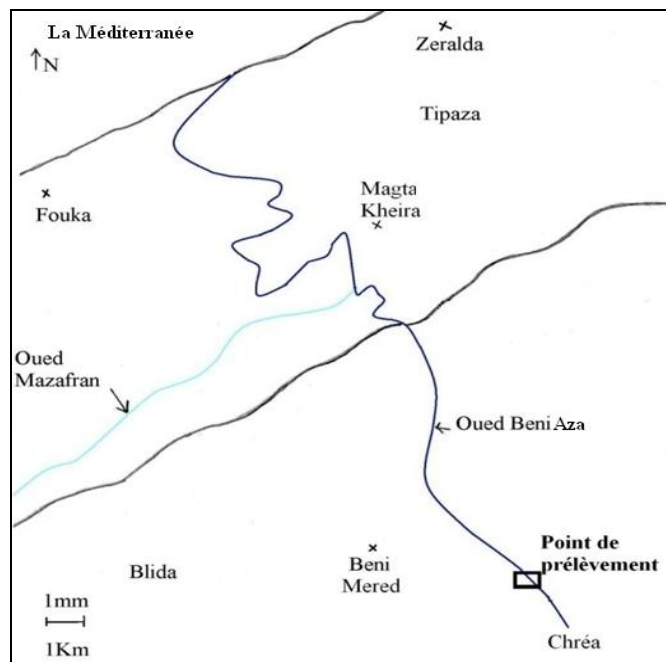 La Méditerranée
N
Zeralda
Tipaza
Magta
Kheira
Fouka
Oued
Mazafran
Oued Beni Aza
Point de
prélèvement
Beni
Mered
Blida
1mm
1Km
Chréa